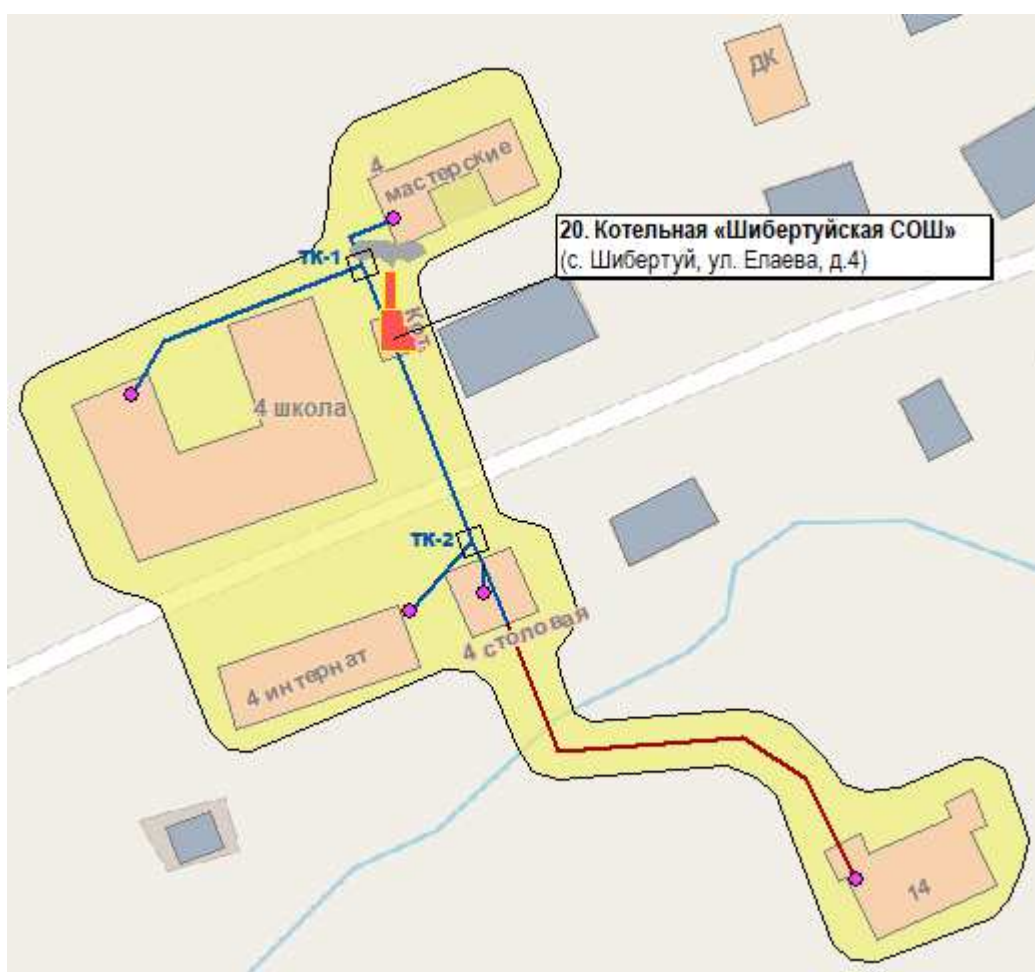 ДК
4
мастерские
20. Котельная «Шибертуйская СОШ»
(с. Шибертуй, ул. Елаева, д.4)
ТК-1
Кот.
4 школа
ТК-2
4 столовая
4 интернат
14